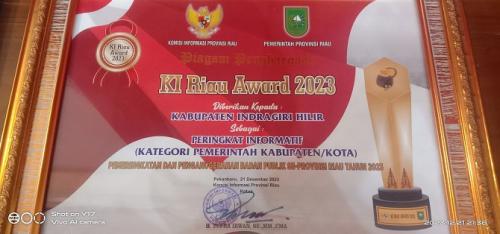 KOMISI INFORMASI PROVINSI RIAU
PEMERINTAH PROVINSI RIAU
KI Riau
Award
2023
Piagam Penghargaan
KI Riau Award 2023
Diberikan Kepada :
KABUPATEN INDRAGIRI HILIR
Sebagai :
PERINGKAT INFORMATIF
(KATEGORI PEMERINTAH KABUPATEN/KOTA)
PEMERINGKATAN DAN PENGANUGERAHAN BADAN PUBLIK SE-PROVINSI RIAU TAHUN 2023
Pekanbaru, 21 Desember 2023
Komisi Informasi Provinsi Riau
Ketua
Shot on Y17
Vivo AI camera